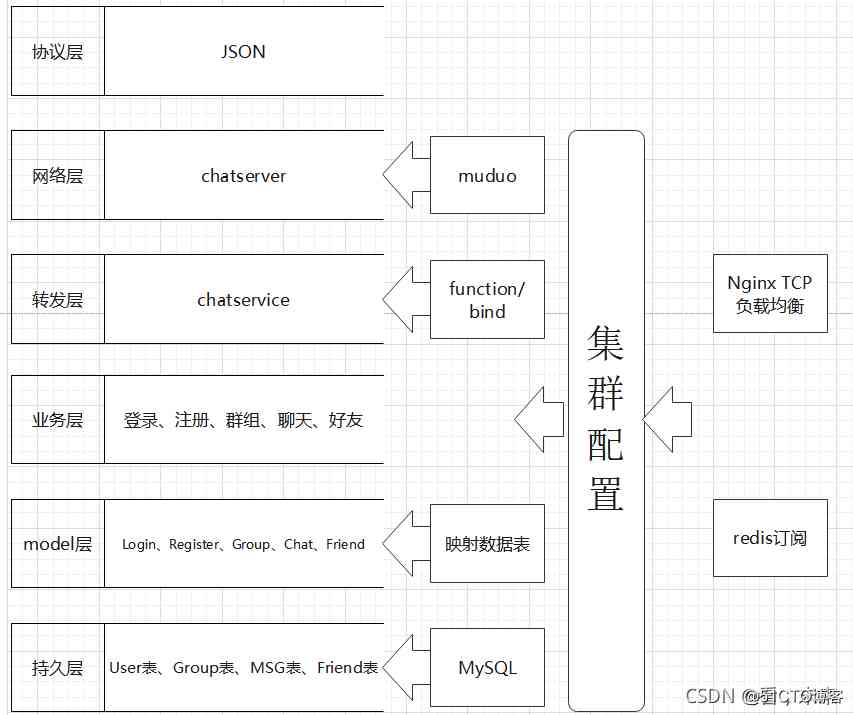 协议层
JSON
网络层
chatserver
muduo
转发层
chatservice
function/
bind
Nginx TCP
负载均衡
集
群
配
置
业务层
登录、注册、群组、聊天、好友
model层
Login、Register、Group、Chat、Friend
映射数据表
redis订阅
持久层
User表、Group表、MSG表、Friend表
MySQL
CSDN